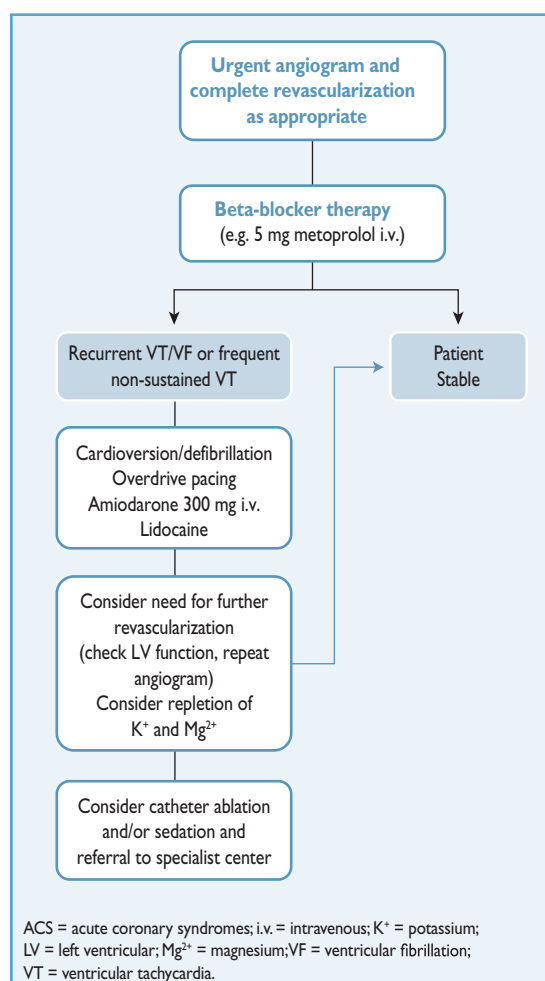 Urgent angiogram and
complete revascularization
as appropriate
Beta-blocker therapy
(e.g. 5 mg metoprolol i.v.)
Recurrent VT/VF or frequent
non-sustained VT
Patient
Stable
Cardioversion/defibrillation
Overdrive pacing
Amiodarone 300 mg i.v.
Lidocaine
Consider need for further
revascularization
(check LV function, repeat
angiogram)
Consider repletion of
K⁺ and Mg²⁺
Consider catheter ablation
and/or sedation and
referral to specialist center
ACS = acute coronary syndromes; i.v. = intravenous; K⁺ = potassium;
LV = left ventricular; Mg²⁺ = magnesium; VF = ventricular fibrillation;
VT = ventricular tachycardia.